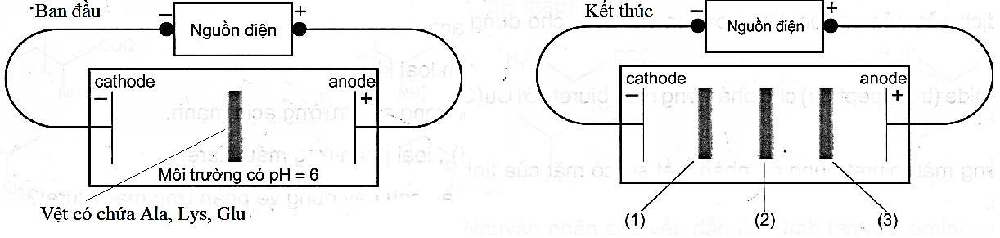 Ban đầu
Nguồn điện
cathode
anode
Môi trường có pH = 6
Vệt có chứa Ala, Lys, Glu
Kết thúc
Nguồn điện
cathode
anode
(1)
(2)
(3)